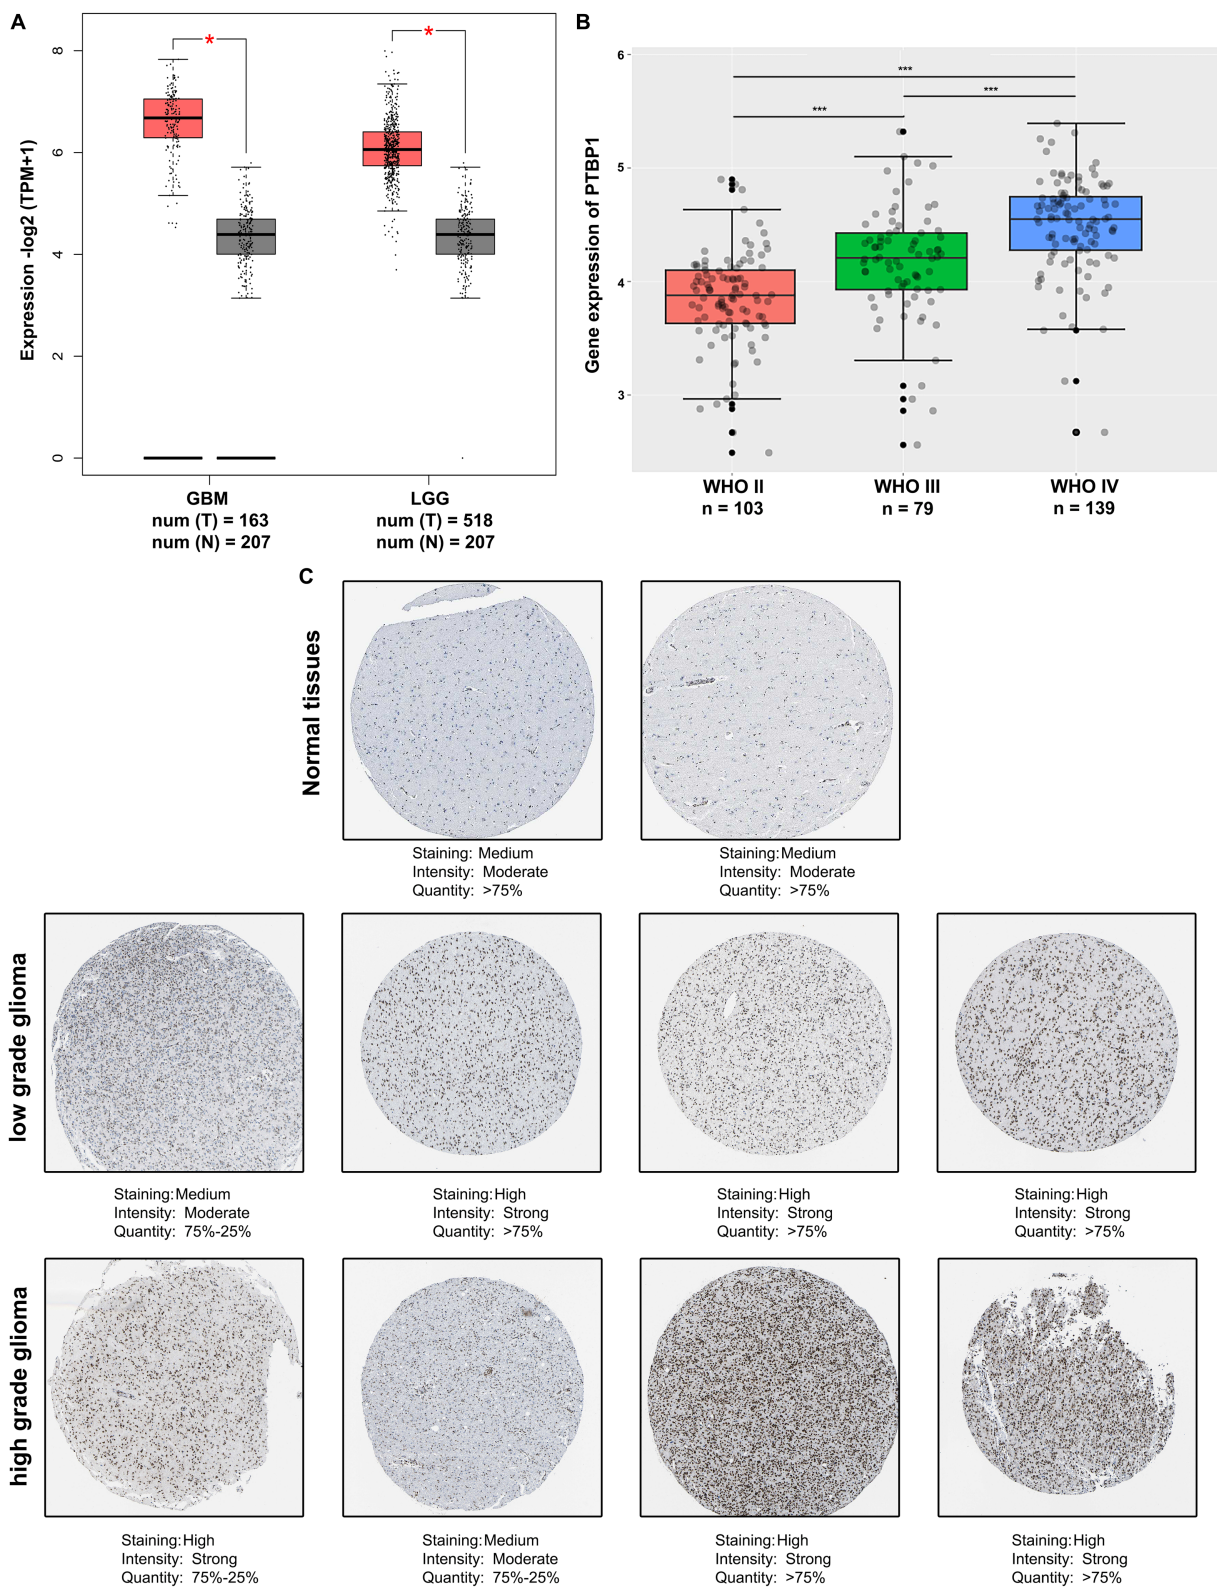 A
Expression -log2 (TPM+1)
8
6
4
2
0
*
*
GBM
num (T) = 163
num (N) = 207
LGG
num (T) = 518
num (N) = 207
B
Gene expression of PTBP1
6
5
4
3
***
***
***
WHO II
n = 103
WHO III
n = 79
WHO IV
n = 139
C
Normal tissues
Staining: Medium
Intensity: Moderate
Quantity: >75%
Staining:Medium
Intensity: Moderate
Quantity: >75%
low grade glioma
Staining:Medium
Intensity: Moderate
Quantity: 75%-25%
Staining:High
Intensity: Strong
Quantity: >75%
Staining:High
Intensity: Strong
Quantity: >75%
Staining:High
Intensity: Strong
Quantity: >75%
high grade glioma
Staining:High
Intensity: Strong
Quantity: 75%-25%
Staining:Medium
Intensity: Moderate
Quantity: 75%-25%
Staining:High
Intensity: Strong
Quantity: >75%
Staining:High
Intensity: Strong
Quantity: >75%